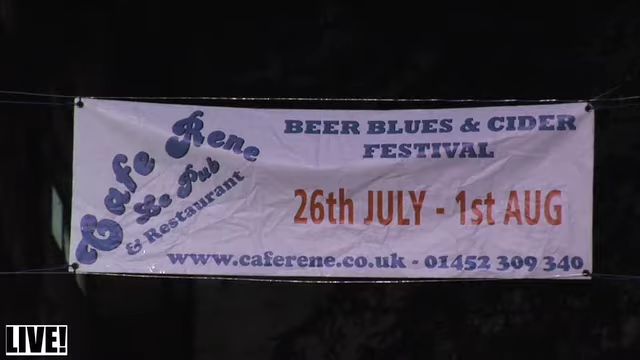 Cafe Rene
Le Pub
& Restaurant
BEER BLUES & CIDER
FESTIVAL
26th JULY - 1st AUG
www.caferene.co.uk - 01452 309 340
LIVE!